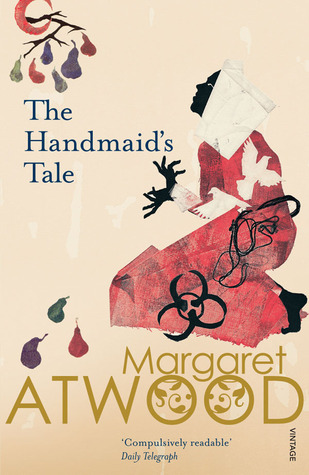 The
Handmaid's
Tale
Margaret
ATWOOD
VINTAGE
‘Compulsively readable’
Daily Telegraph